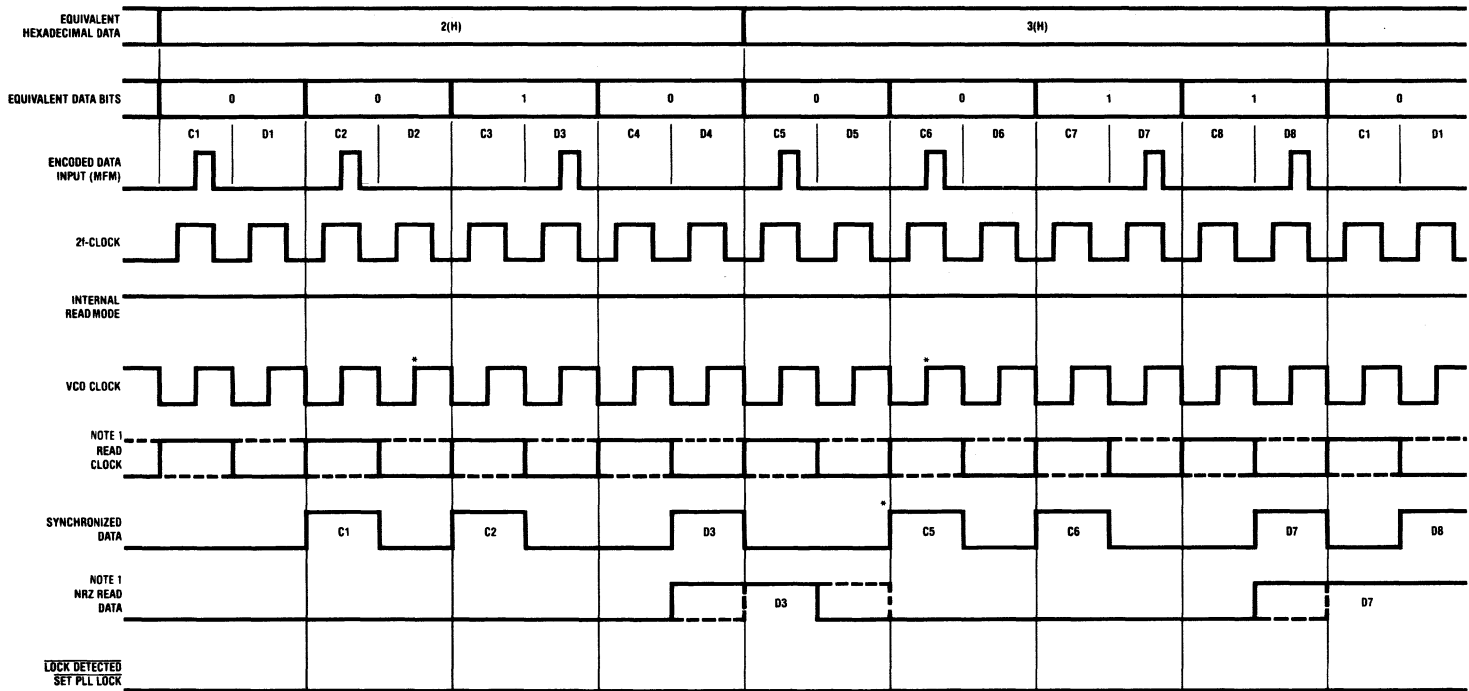 EQUIVALENT
HEXADECIMAL DATA
2(H)
3(H)
EQUIVALENT DATA BITS
0
0
1
0
0
0
1
1
0
C1
D1
C2
D2
C3
D3
C4
D4
C5
D5
C6
D6
C7
D7
C8
D8
C1
D1
ENCODED DATA
INPUT (MFM)
2f-CLOCK
INTERNAL
READ MODE
*
*
VCO CLOCK
NOTE 1
READ
CLOCK
*
SYNCHRONIZED
DATA
C1
C2
D3
C5
C6
D7
D8
NOTE 1
NRZ READ
DATA
D3
D7
LOCK DETECTED
SET PLL LOCK